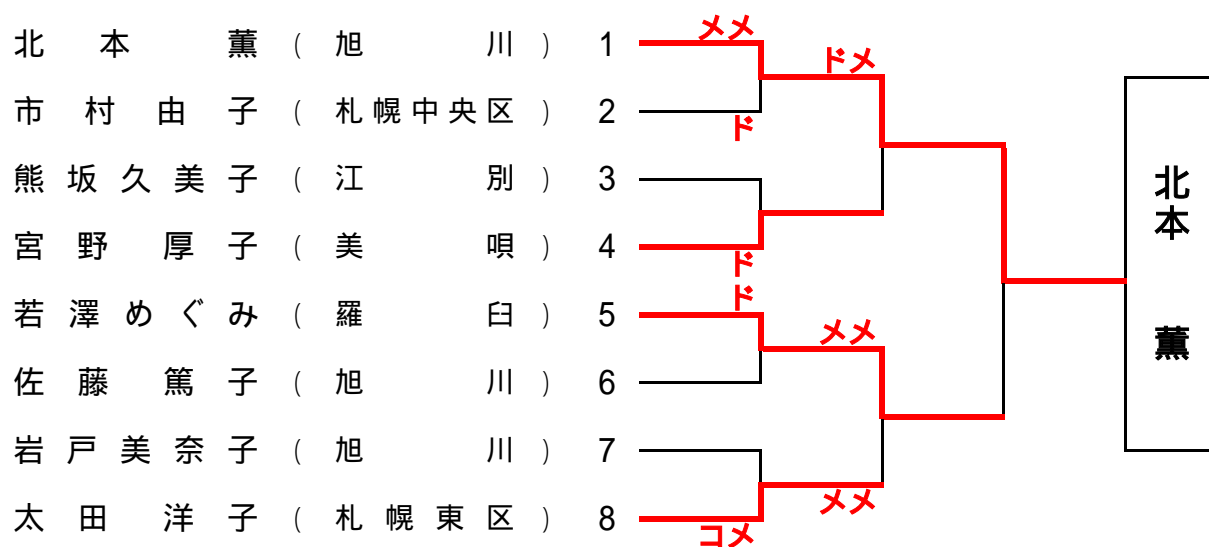 メメ
北本薫(旭川) 1
ドメ
市村由子(札幌中央区) 2
ド
熊坂久美子(江別) 3
宮野厚子(美唄) 4
ド
ド
若澤めぐみ(羅臼) 5
メメ
佐藤篤子(旭川) 6
岩戸美奈子(旭川) 7
メメ
太田洋子(札幌東区) 8
コメ
北本薫